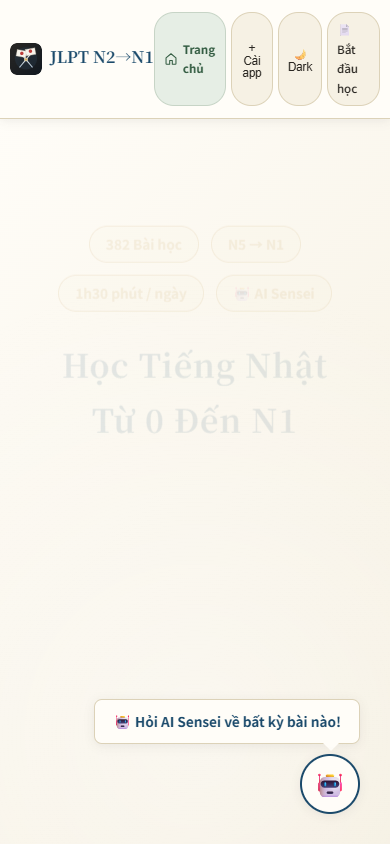 JLPT N2→N1
Trang
chủ
+
Cài
app
🌙
Dark
Bắt
đầu
học
382 Bài học
N5 → N1
1h30 phút / ngày
AI Sensei
Học Tiếng Nhật
Từ 0 Đến N1
Hỏi AI Sensei về bất kỳ bài nào!